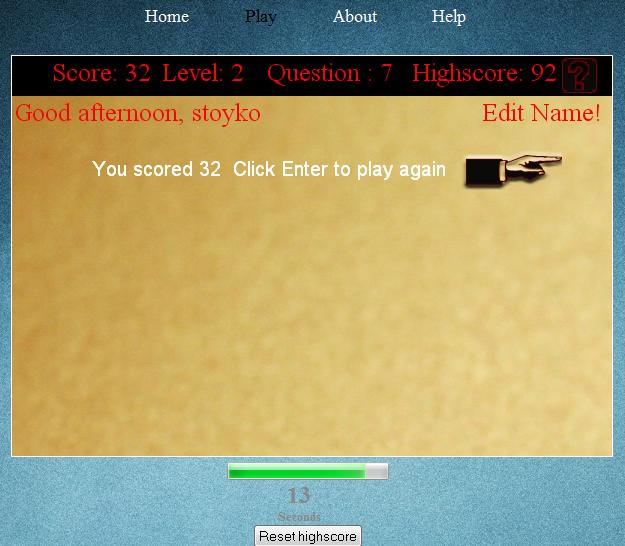 Home Play About Help
Score: 32 Level: 2 Question : 7 Highscore: 92 ?
Good afternoon, stoyko Edit Name!
You scored 32 Click Enter to play again
13
Seconds
Reset highscore